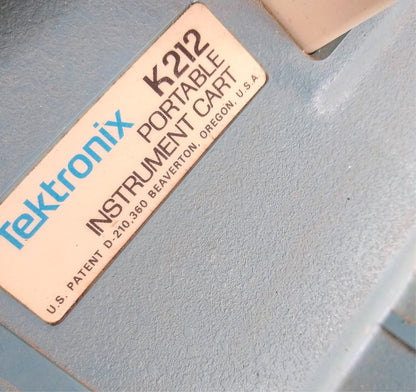 Tektronix K212
PORTABLE
INSTRUMENT CART
U.S. PATENT D-210,360 BEAVERTON, OREGON, U.S.A